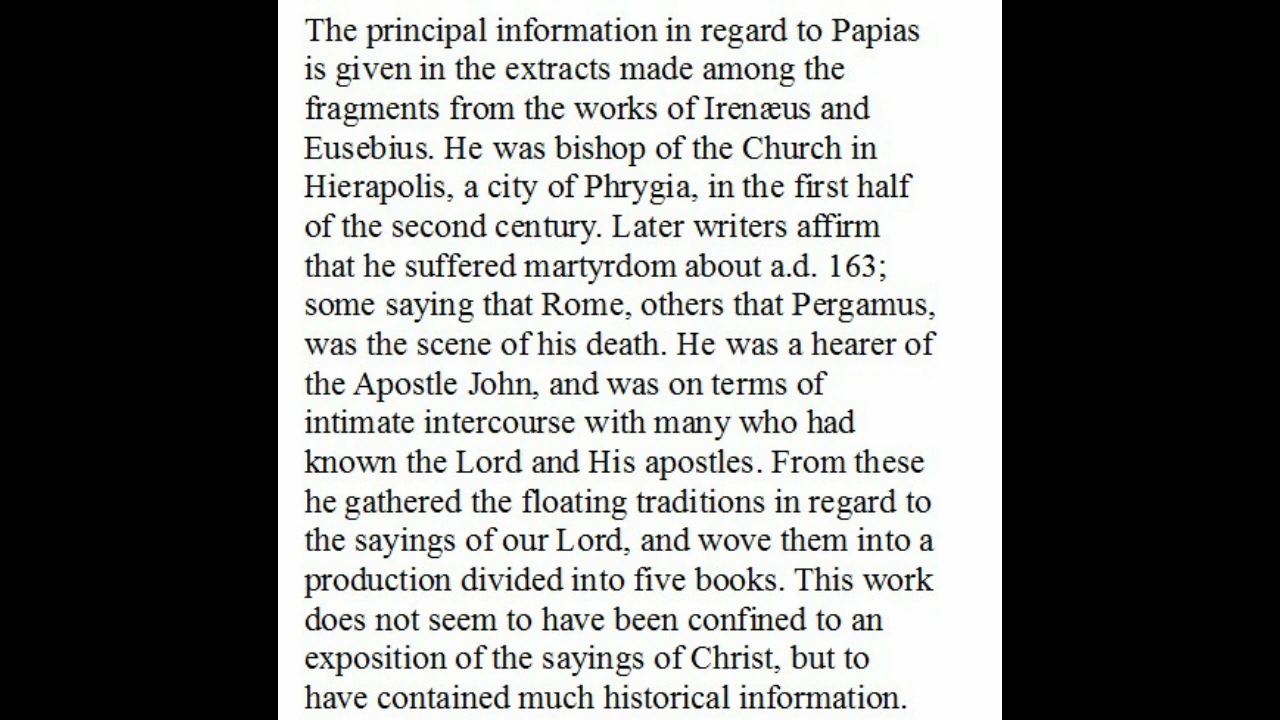 The principal information in regard to Papias
is given in the extracts made among the
fragments from the works of Irenæus and
Eusebius. He was bishop of the Church in
Hierapolis, a city of Phrygia, in the first half
of the second century. Later writers affirm
that he suffered martyrdom about a.d. 163;
some saying that Rome, others that Pergamus,
was the scene of his death. He was a hearer of
the Apostle John, and was on terms of
intimate intercourse with many who had
known the Lord and His apostles. From these
he gathered the floating traditions in regard to
the sayings of our Lord, and wove them into a
production divided into five books. This work
does not seem to have been confined to an
exposition of the sayings of Christ, but to
have contained much historical information.